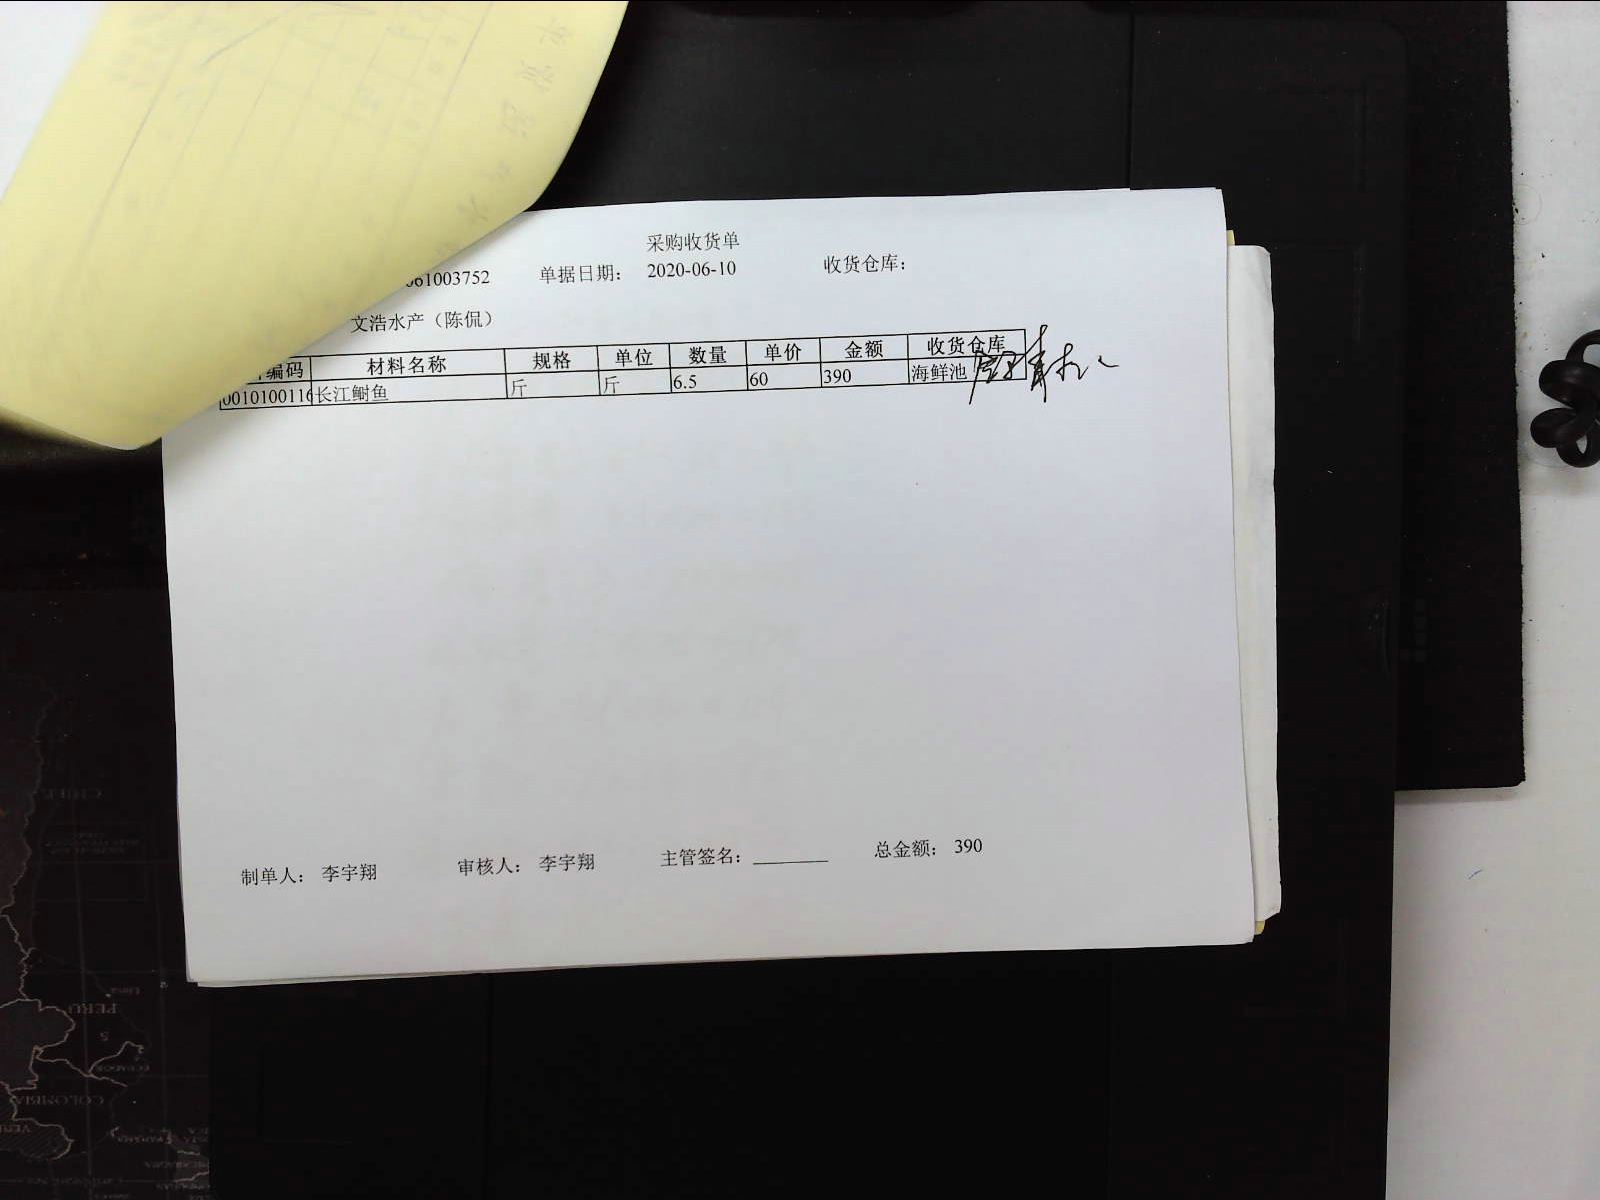 采购收货单
061003752 单据日期： 2020-06-10 收货仓库：
文浩水产（陈侃）
编码 材料名称 规格 单位 数量 单价 金额 收货仓库
0010100116 长江鮰鱼 斤 斤 6.5 60 390 海鲜池
制单人： 李宇翔 审核人： 李宇翔 主管签名： 总金额： 390
CHILE
PERU
ECUADOR
COLOMBIA